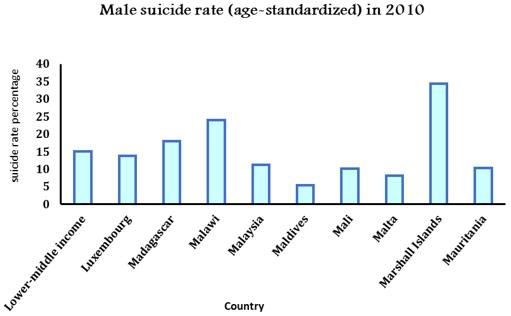 Male suicide rate (age-standardized) in 2010
suicide rate percentage
40
35
30
25
20
15
10
5
0
Lower-middle income
Luxembourg
Madagascar
Malawi
Malaysia
Maldives
Mali
Malta
Marshall Islands
Mauritania
Country